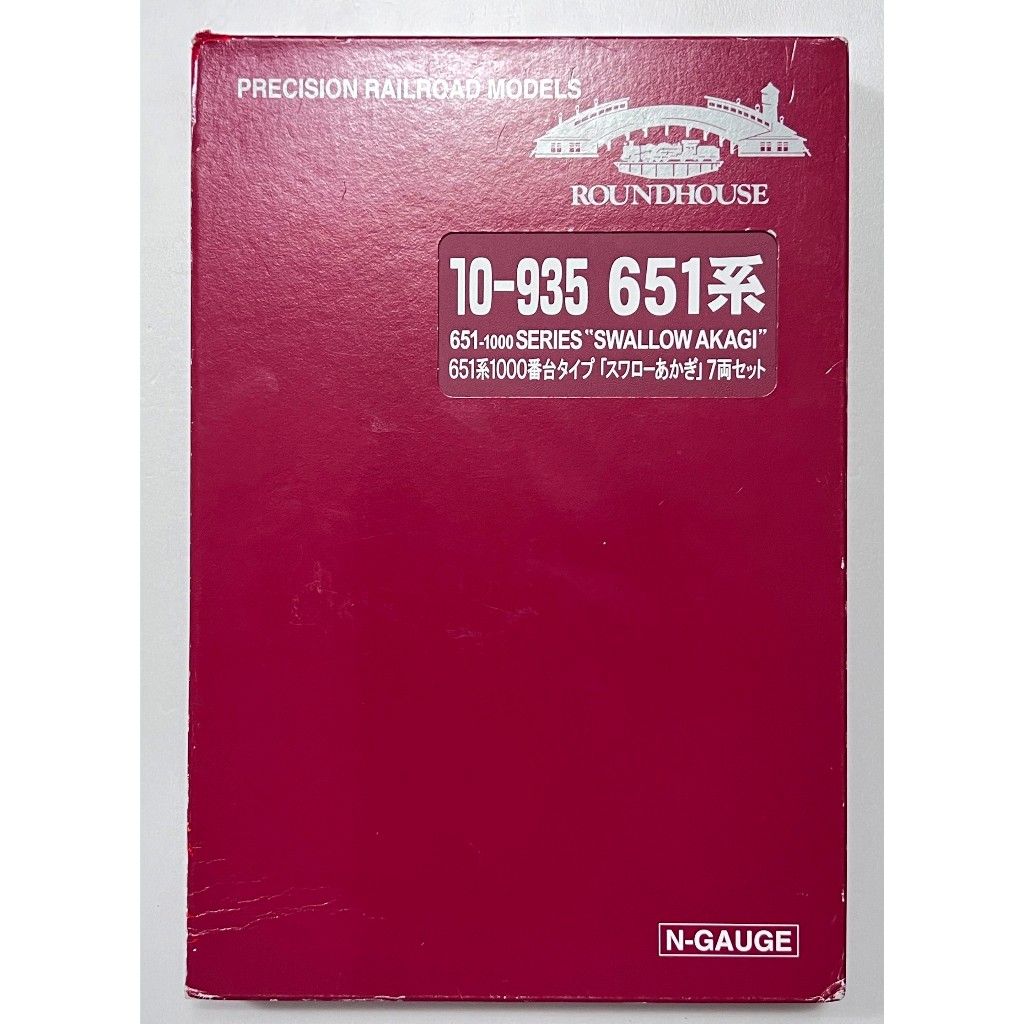 PRECISION RAILROAD MODELS
ROUNDHOUSE
10-935 651系
651-1000 SERIES "SWALLOW AKAGI"
651系1000番台タイプ「スワローあかぎ」7両セット
N-GAUGE